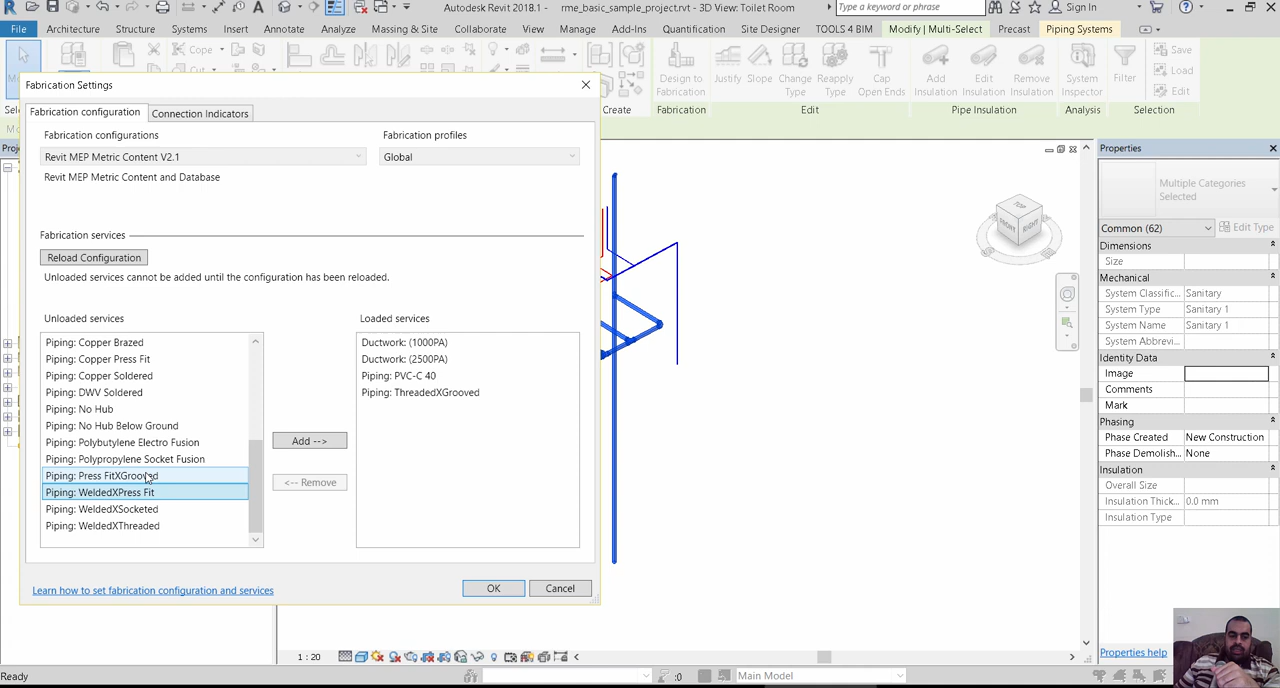 Autodesk Revit 2018.1 - rme_basic_sample_project.rvt - 3D View: Toilet Room
Type a keyword or phrase
Sign In
File Architecture Structure Systems Insert Annotate Analyze Massing & Site Collaborate View Manage Add-Ins Quantification Site Designer TOOLS 4 BIM Modify | Multi-Select Precast Piping Systems
Cope
Cut
Create
Design to Fabrication
Fabrication
Justify
Slope
Change Type
Reapply Type
Cap Open Ends
Edit
Add Insulation
Edit Insulation
Remove Insulation
Pipe Insulation
System Inspector
Analysis
Filter
Save
Load
Edit
Selection
Fabrication Settings
Fabrication configuration
Connection Indicators
Fabrication configurations
Fabrication profiles
Revit MEP Metric Content V2.1
Global
Revit MEP Metric Content and Database
Fabrication services
Reload Configuration
Unloaded services cannot be added until the configuration has been reloaded.
Unloaded services
Loaded services
Piping: Copper Brazed
Piping: Copper Press Fit
Piping: Copper Soldered
Piping: DWV Soldered
Piping: No Hub
Piping: No Hub Below Ground
Piping: Polybutylene Electro Fusion
Piping: Polypropylene Socket Fusion
Piping: Press FitXGrooved
Piping: WeldedXPress Fit
Piping: WeldedXSocketed
Piping: WeldedXThreaded
Add -->
<-- Remove
Ductwork: (1000PA)
Ductwork: (2500PA)
Piping: PVC-C 40
Piping: ThreadedXGrooved
Learn how to set fabrication configuration and services
OK
Cancel
TOP
FRONT
RIGHT
Properties
Multiple Categories Selected
Common (62)
Edit Type
Dimensions
Size
Mechanical
System Classific... Sanitary
System Type Sanitary 1
System Name Sanitary 1
System Abbrevi...
Identity Data
Image
Comments
Mark
Phasing
Phase Created New Construction
Phase Demolish... None
Insulation
Overall Size
Insulation Thick... 0.0 mm
Insulation Type
Properties help
1 : 20
Ready
:0
Main Model